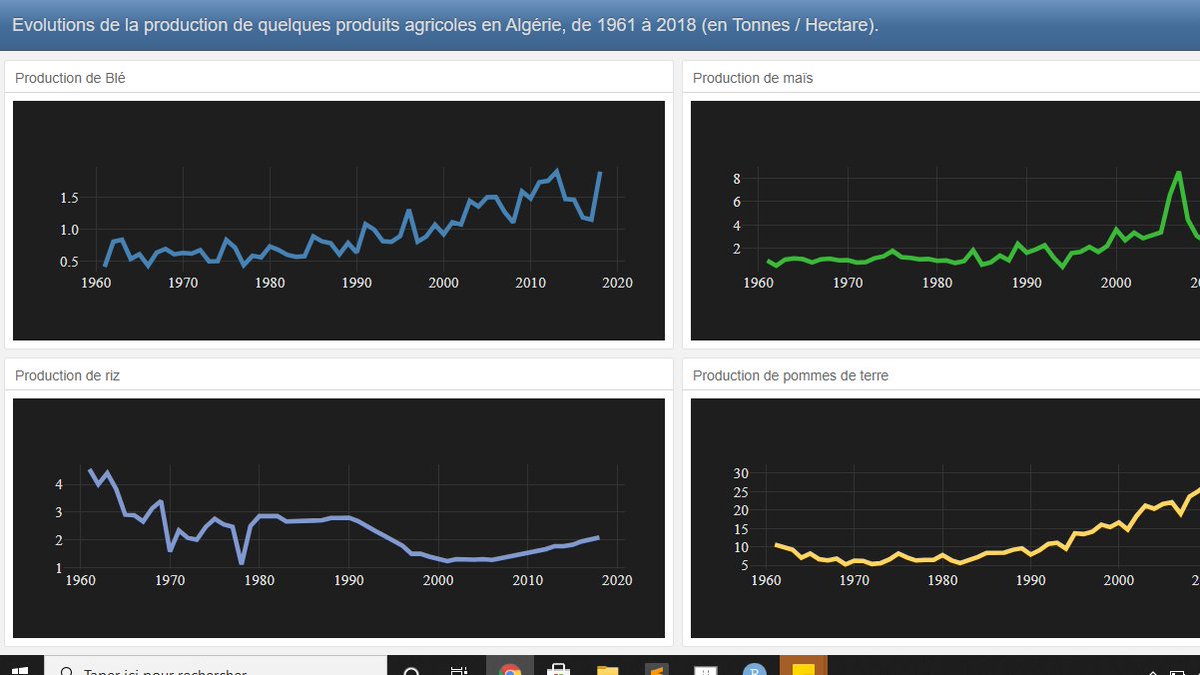 Evolutions de la production de quelques produits agricoles en Algérie, de 1961 à 2018 (en Tonnes / Hectare).
Production de Blé
1.5
1.0
0.5
1960 1970 1980 1990 2000 2010 2020
Production de maïs
8
6
4
2
1960 1970 1980 1990 2000
Production de riz
4
3
2
1
1960 1970 1980 1990 2000 2010 2020
Production de pommes de terre
30
25
20
15
10
5
1960 1970 1980 1990 2000
Taper ici pour rechercher